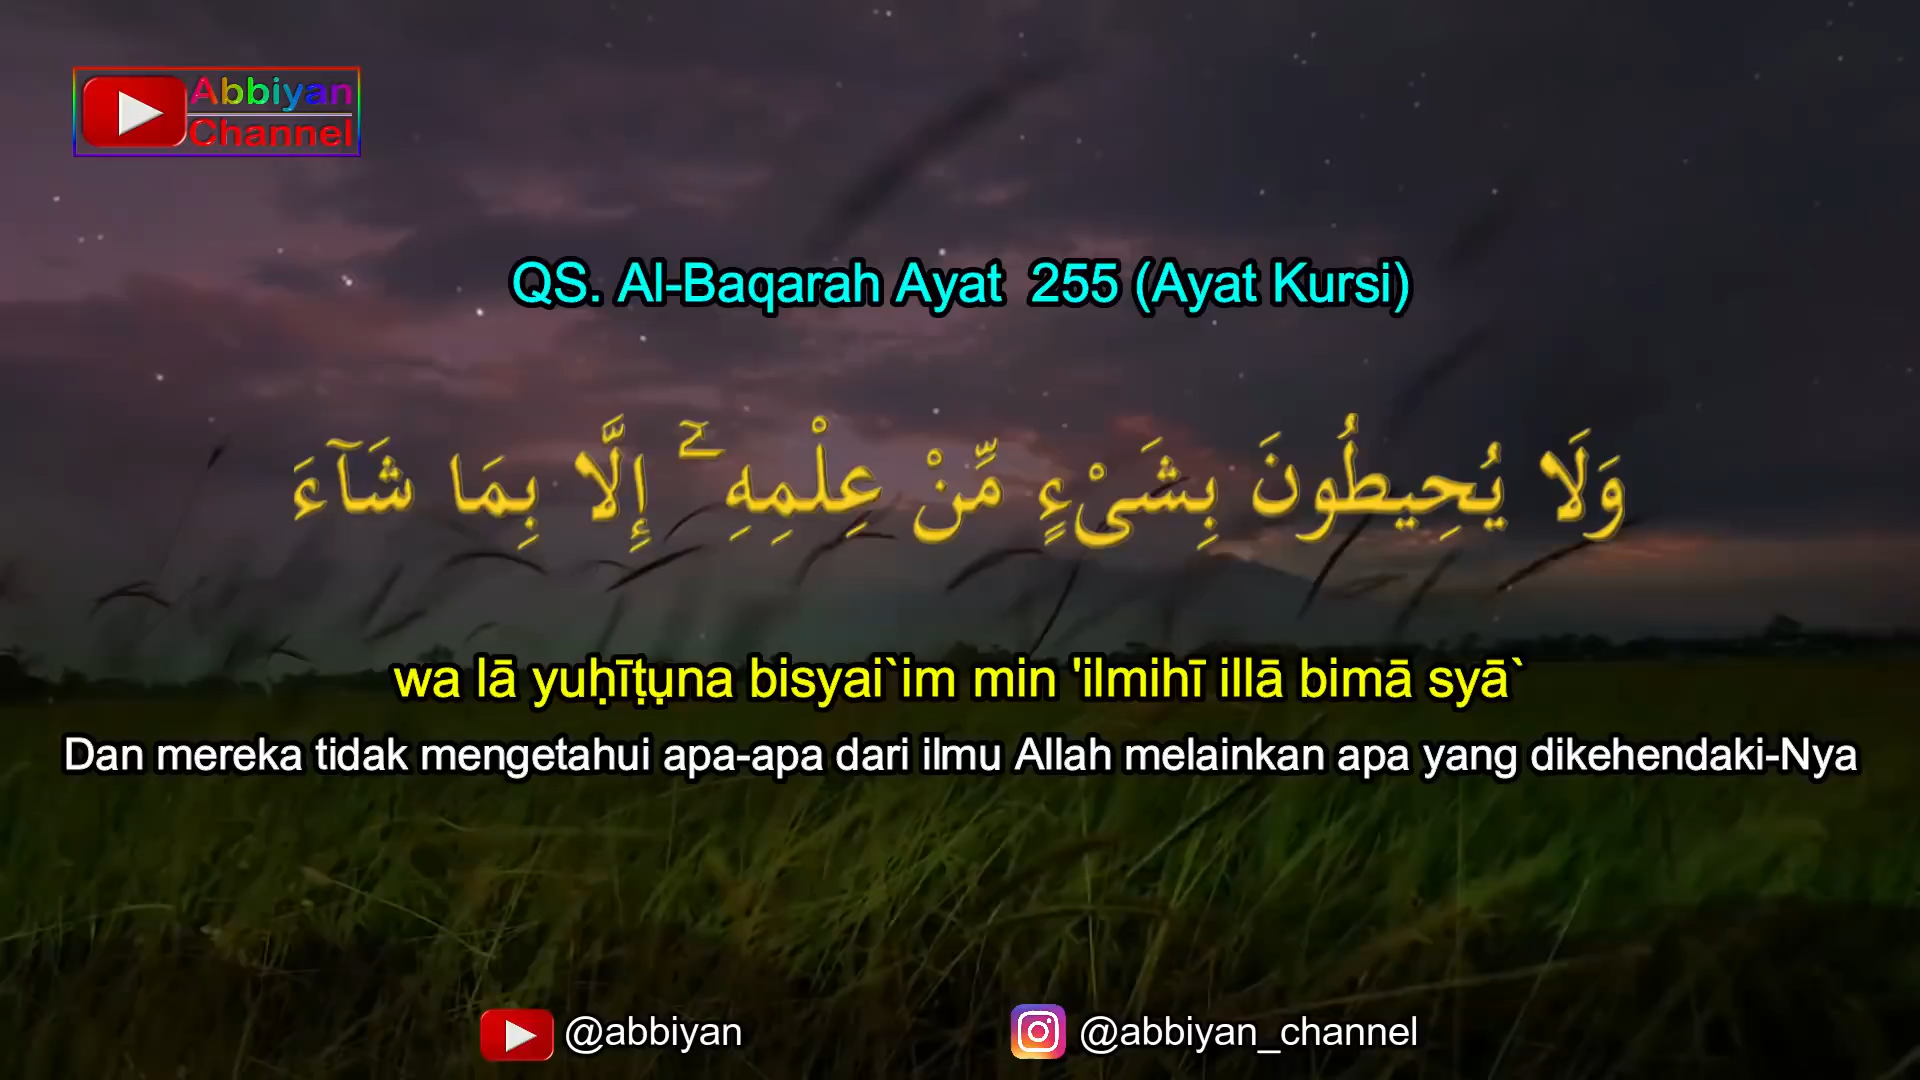 Abbiyan
Channel
QS. Al-Baqarah Ayat 255 (Ayat Kursi)
وَلَا يُحِيطُونَ بِشَىْءٍ مِّنْ عِلْمِهِ ۚ إِلَّا بِمَا شَآءَ
wa lā yuḥīṭụna bisyai`im min 'ilmihī illā bimā syā`
Dan mereka tidak mengetahui apa-apa dari ilmu Allah melainkan apa yang dikehendaki-Nya
@abbiyan
@abbiyan_channel